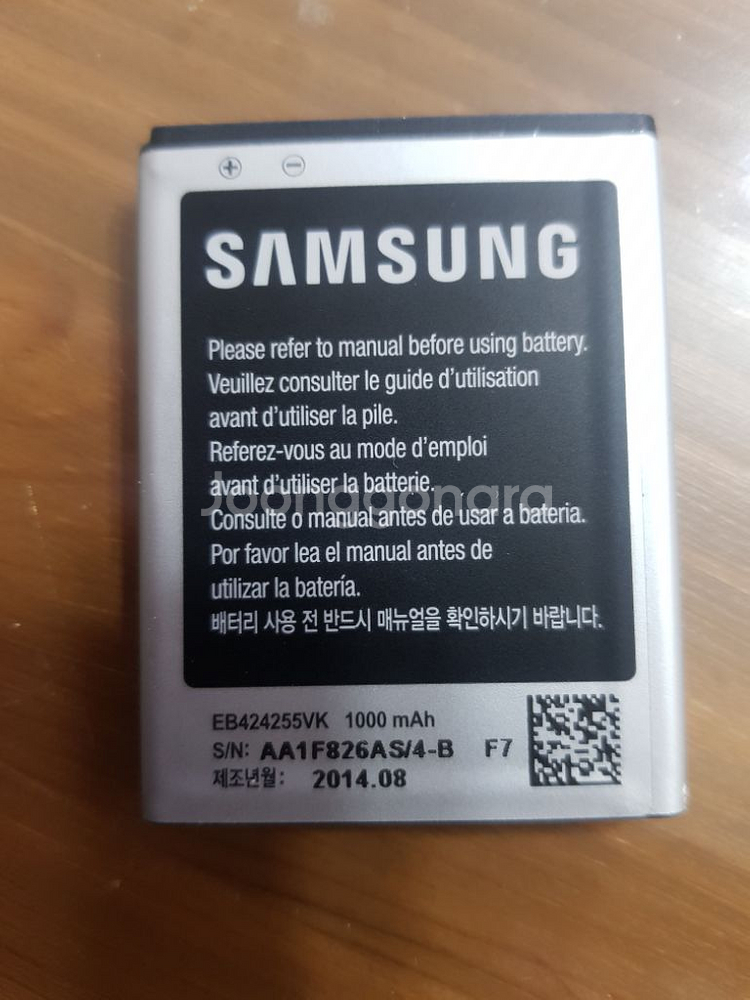 + −
SAMSUNG
Please refer to manual before using battery.
Veuillez consulter le guide d'utilisation
avant d'utiliser la pile.
Referez-vous au mode d'emploi
avant d'utiliser la batterie.
Joonggonara
Consulte o manual antes de usar a bateria.
Por favor lea el manual antes de
utilizar la batería.
배터리 사용 전 반드시 매뉴얼을 확인하시기 바랍니다.
EB424255VK 1000 mAh
S/N: AA1F826AS/4-B F7
제조년월: 2014.08